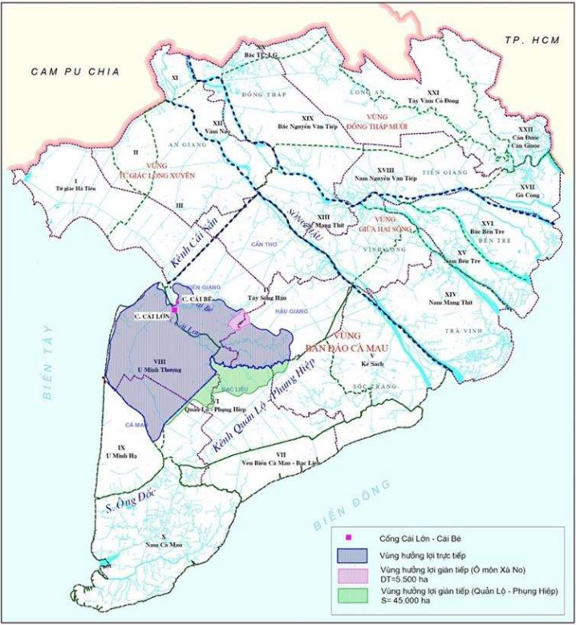 TP. HCM
CAM PU CHIA
XX
Bắc TL LG
XI
ĐỒNG THÁP
LONG AN
XXI
Tây Vàm Cỏ Đông
XII
Vàm Nao
XIX
Bắc Nguyễn Văn Tiếp
VÙNG
ĐỒNG THÁP MƯỜI
XXII
Cần Đước
Cần Giuộc
II
AN GIANG
VÙNG
TỨ GIÁC LONG XUYÊN
I
Tứ giác Hà Tiên
XVIII
Nam Nguyễn Văn Tiếp
TIỀN GIANG
XVII
Gò Công
III
Kênh Cái Sắn
SÔNG HẬU
XIII
Mang Thít
VÙNG
GIỮA HAI SÔNG
XVI
Bắc Bến Tre
BẾN TRE
CẦN THƠ
VĨNH LONG
XV
Nam Bến Tre
XIV
Nam Mang Thít
TRÀ VINH
KIÊN GIANG
C. CÁI BÉ
C. CÁI LỚN
IV
Tây Sông Hậu
HẬU GIANG
VÙNG
BÁN ĐẢO CÀ MAU
V
Kế Sách
SÓC TRĂNG
VIII
U Minh Thượng
BẠC LIÊU
VI
Quản Lộ - Phụng Hiệp
Kênh Quản Lộ - Phụng Hiệp
BIỂN TÂY
CÀ MAU
IX
U Minh Hạ
VII
Ven Biển Cà Mau - Bạc Liêu
S. Ông Đốc
X
Nam Cà Mau
BIỂN ĐÔNG
Cống Cái Lớn - Cái Bé
Vùng hưởng lợi trực tiếp
Vùng hưởng lợi gián tiếp (Ô môn Xà No)
DT=5.500 ha
Vùng hưởng lợi gián tiếp (Quản Lộ - Phụng Hiệp)
S= 45.000 ha